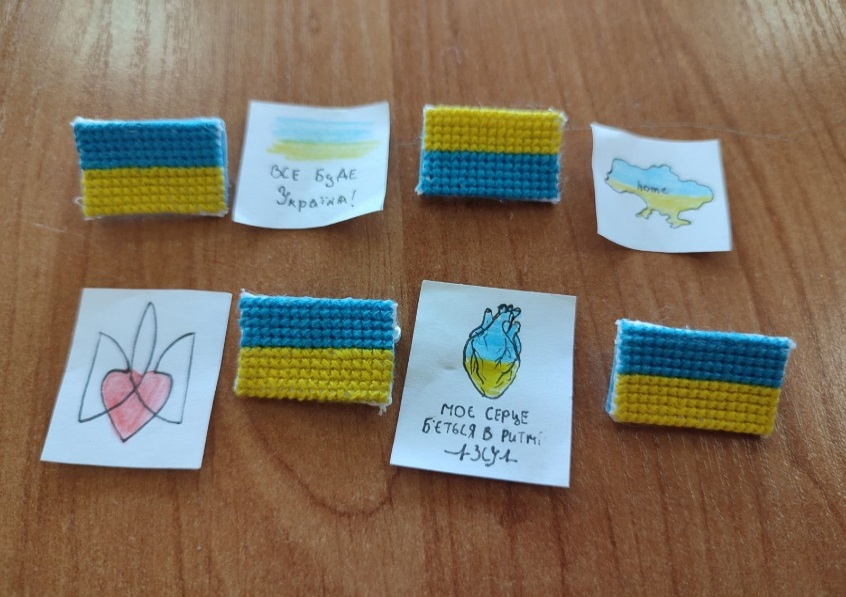 ВСЕ БУДЕ
Україна!
home
МОЄ СЕРЦЕ
Б'ЄТЬСЯ В РИТМІ
ЗСУ